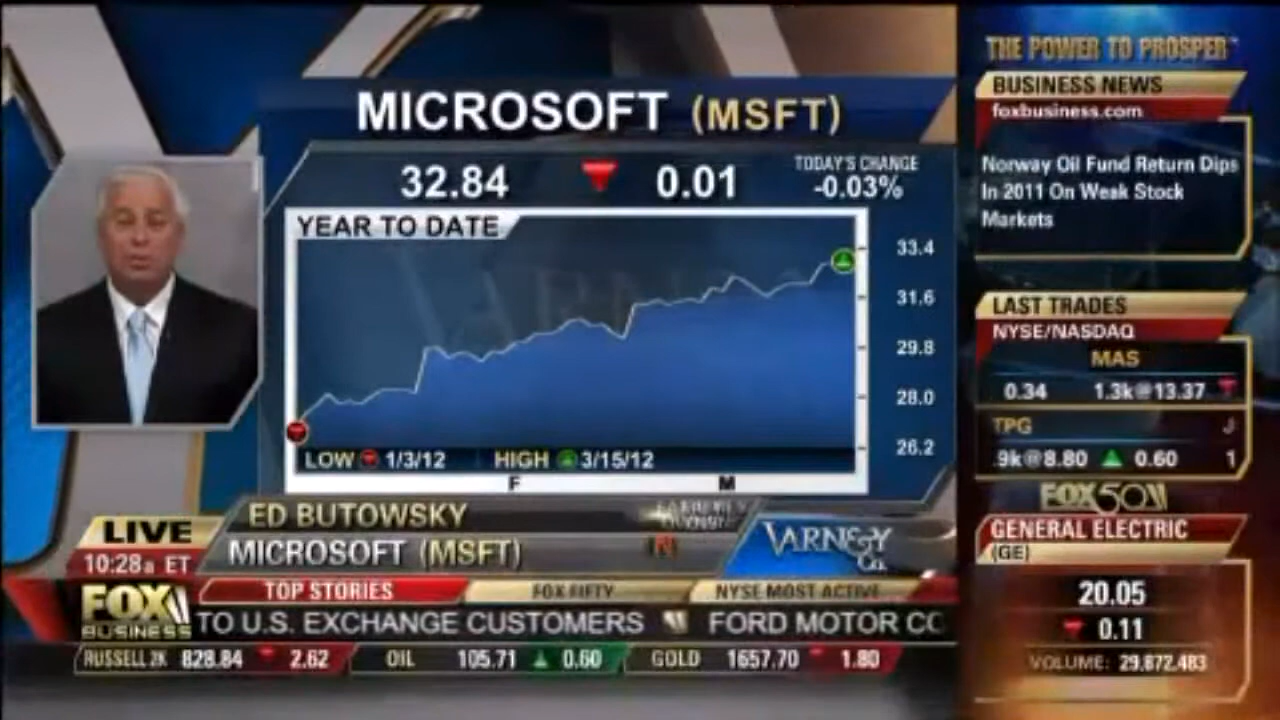 THE POWER TO PROSPER
BUSINESS NEWS
foxbusiness.com
Norway Oil Fund Return Dips
In 2011 On Weak Stock
Markets
MICROSOFT (MSFT)
32.84 0.01
TODAY'S CHANGE
-0.03%
YEAR TO DATE
33.4
31.6
29.8
28.0
26.2
LOW 1/3/12 HIGH 3/15/12
F M
LAST TRADES
NYSE/NASDAQ
MAS
0.34 1.3k@13.37
TPG J
.9k@8.80 0.60 1
FOX 50
GENERAL ELECTRIC
(GE)
20.05
0.11
VOLUME: 29,872,483
LIVE
10:28a ET
ED BUTOWSKY
MICROSOFT (MSFT)
VARNEY
& Co.
TOP STORIES FOX FIFTY NYSE MOST ACTIVE
FOX
BUSINESS
TO U.S. EXCHANGE CUSTOMERS FORD MOTOR CO
RUSSELL 2K 828.84 2.62 OIL 105.71 0.60 GOLD 1657.70 1.80